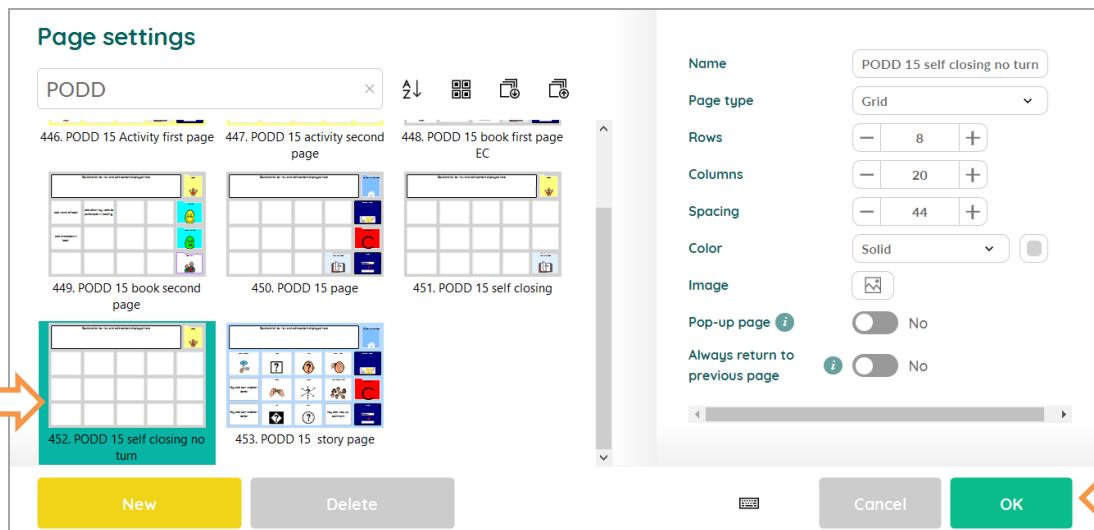 Page settings
PODD
446. PODD 15 Activity first page
447. PODD 15 activity second
page
448. PODD 15 book first page
EC
449. PODD 15 book second
page
450. PODD 15 page
451. PODD 15 self closing
452. PODD 15 self closing no
turn
453. PODD 15  story page
New
Delete
Name
PODD 15 self closing no turn
Page type
Grid
Rows
8
Columns
20
Spacing
44
Color
Solid
Image
Pop-up page
No
Always return to
previous page
No
Cancel
OK